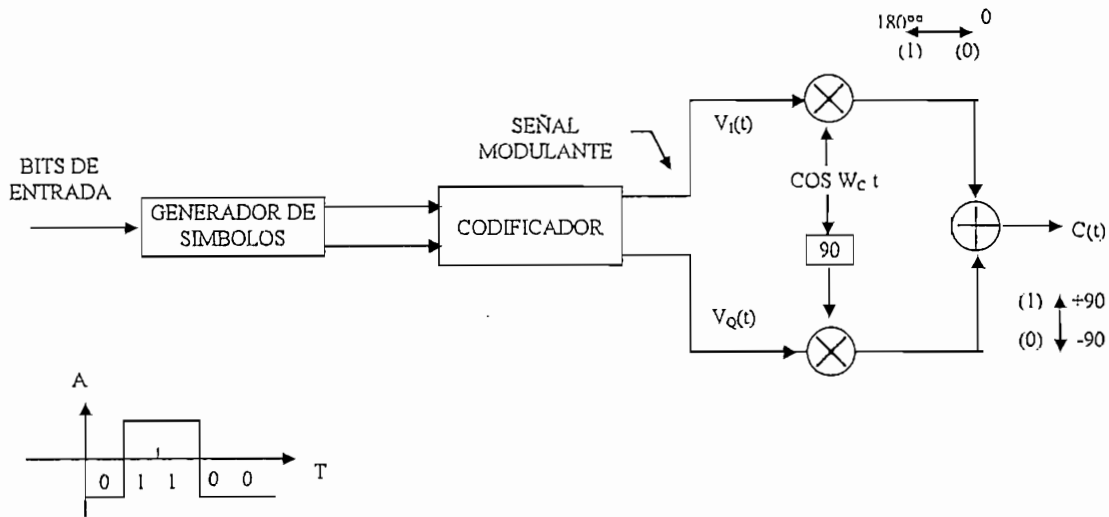 180°° 0
(1) (0)
SEÑAL
MODULANTE
V_I(t)
BITS DE
ENTRADA
COS W_C t
GENERADOR DE
SIMBOLOS
CODIFICADOR
C(t)
90
(1) +90
V_Q(t)
(0) -90
A
0 1 1 0 0 T